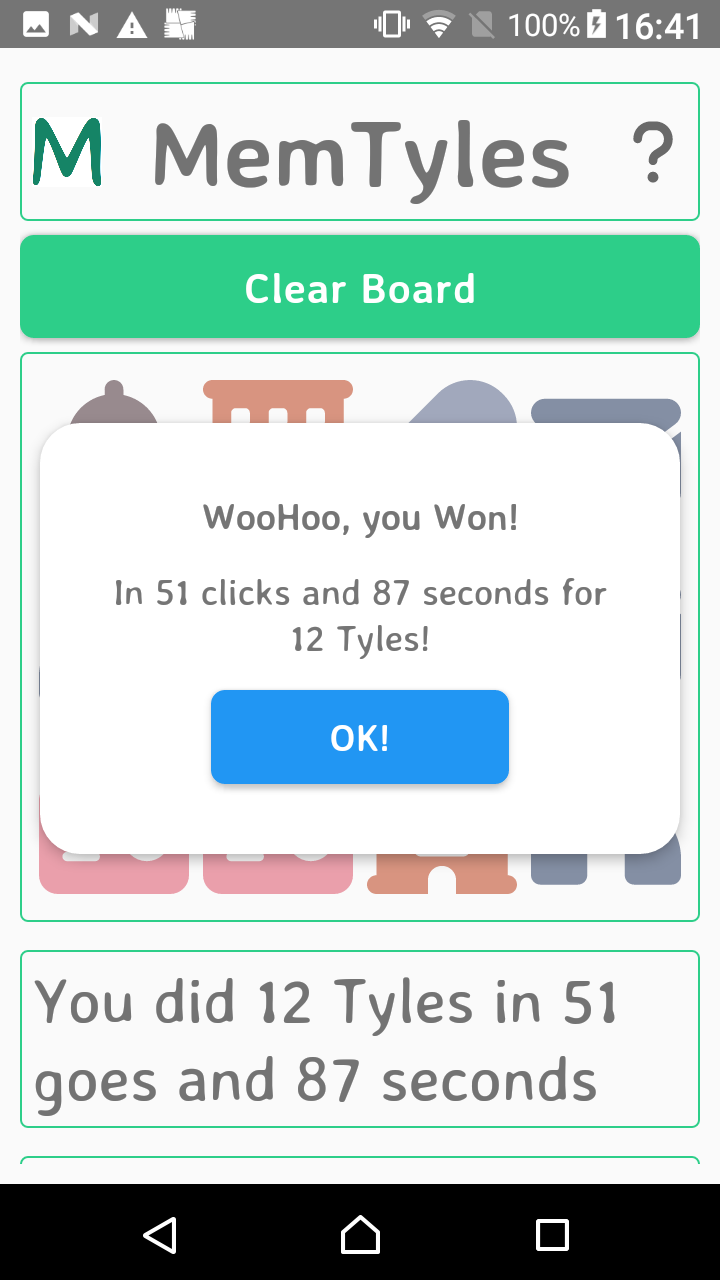 100% 16:41
M MemTyles ?
Clear Board
WooHoo, you Won!
In 51 clicks and 87 seconds for
12 Tyles!
OK!
You did 12 Tyles in 51
goes and 87 seconds